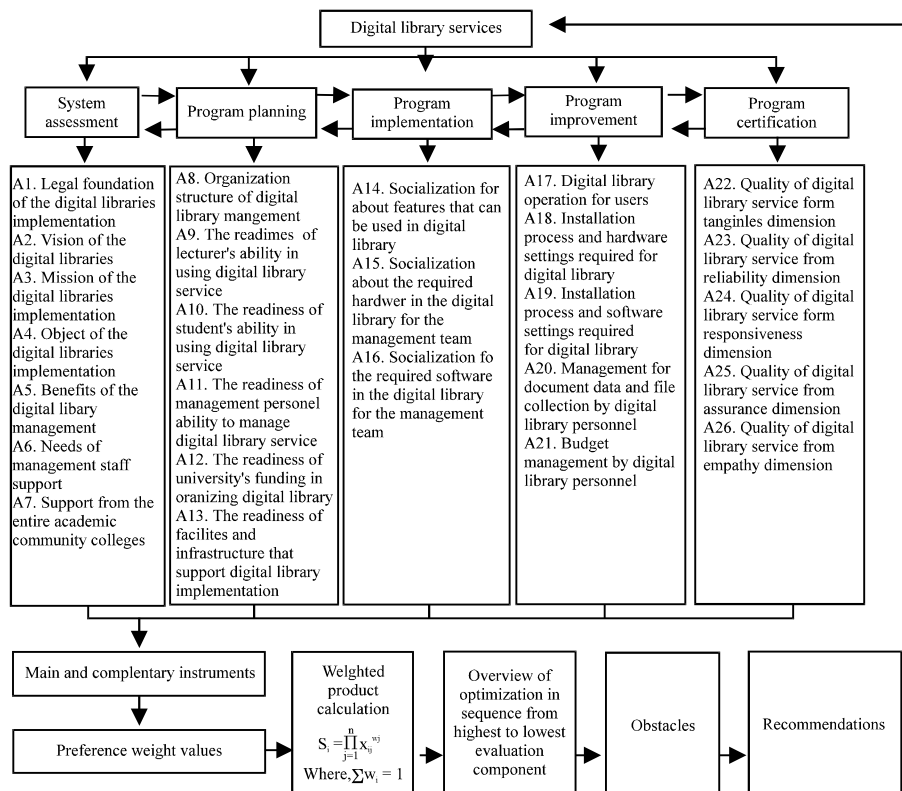 Digital library services
System
assessment
Program planning
Program
implementation
Program
improvement
Program
certification
A1. Legal foundation
of the digital libraries
implementation
A2. Vision of the
digital libraries
A3. Mission of the
digital libraries
implementation
A4. Object of the
digital libraries
implementation
A5. Benefits of the
digital libary
management
A6. Needs of
management staff
support
A7. Support from the
entire academic
community colleges
A8. Organization
structure of digital
library mangement
A9. The readimes of
lecturer's ability in
using digital library
service
A10. The readiness of
student's ability in
using digital library
service
A11. The readiness of
management personel
ability to manage
digital library service
A12. The readiness of
university's funding in
oranizing digital library
A13. The readiness of
facilites and
infrastructure that
support digital library
implementation
A14. Socialization for
about features that can
be used in digital
library
A15. Socialization
about the required
hardwer in the digital
library for the
management team
A16. Socialization fo
the required software
in the digital library
for the management
team
A17. Digital library
operation for users
A18. Installation
process and hardware
settings required for
digital library
A19. Installation
process and software
settings required
for digital library
A20. Management for
document data and file
collection by digital
library personnel
A21. Budget
management by digital
library personnel
A22. Quality of digital
library service form
tanginles dimension
A23. Quality of digital
library service from
reliability dimension
A24. Quality of digital
library service form
responsiveness
dimension
A25. Quality of digital
library service from
assurance dimension
A26. Quality of digital
library service from
empathy dimension
Main and complentary instruments
Preference weight values
Weighted
product
calculation
S_i = ∏_{j=1}^{n} x_{ij}^{wj}
Where, ∑w_i = 1
Overview of
optimization in
sequence from
highest to lowest
evaluation
component
Obstacles
Recommendations